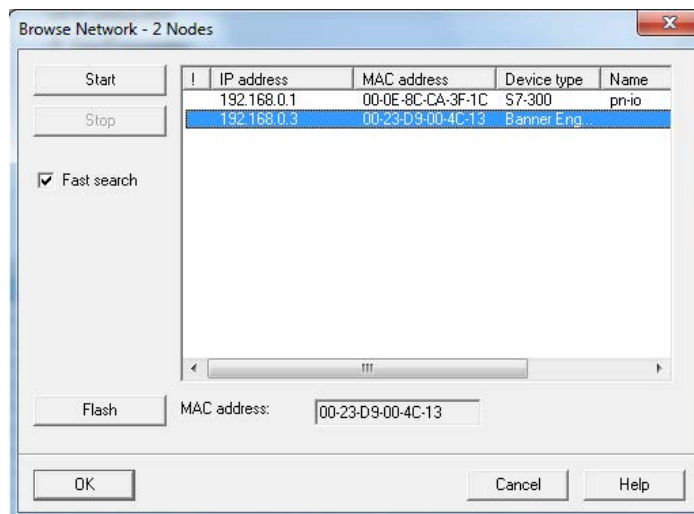 Browse Network - 2 Nodes
Start
Stop
Fast search
! IP address MAC address Device type Name
192.168.0.1 00-0E-8C-CA-3F-1C S7-300 pn-io
192.168.0.3 00-23-D9-00-4C-13 Banner Eng...
Flash
MAC address: 00-23-D9-00-4C-13
OK
Cancel
Help